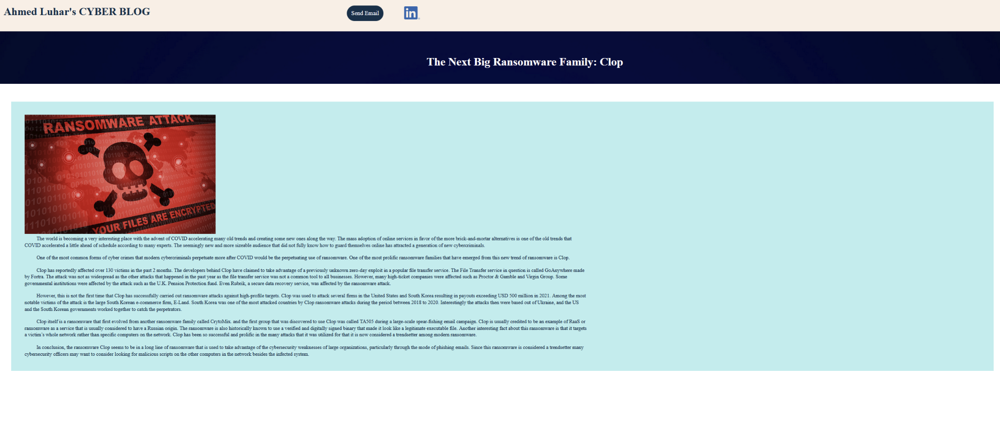 Ahmed Luhar's CYBER BLOG
Send Email
in
The Next Big Ransomware Family: Clop
RANSOMWARE ATTACK
YOUR FILES ARE ENCRYPTED
The world is becoming a very interesting place with the advent of COVID accelerating many old trends and creating some new ones along the way. The mass adoption of online services in favor of the more brick-and-mortar alternatives is one of the old trends that
COVID accelerated a little ahead of schedule according to many experts. The seemingly new and more sizeable audience that did not fully know how to guard themselves online has attracted a generation of new cybercriminals.
One of the most common forms of cyber crimes that modern cybercriminals perpetuate more after COVID would be the perpetuating use of ransomware. One of the most prolific ransomware families that have emerged from this new trend of ransomware is Clop.
Clop has reportedly affected over 130 victims in the past 2 months. The developers behind Clop have claimed to take advantage of a previously unknown zero-day exploit in a popular file transfer service. The File Transfer service in question is called GoAnywhere made
by Fortra. The attack was not as widespread as the other attacks that happened in the past year as the file transfer service was not a common tool to all businesses. However, many high-ticket companies were affected such as Proctor & Gamble and Virgin Group. Some
governmental institutions were affected by the attack such as the U.K. Pension Protection fund. Even Rubrik, a secure data recovery service, was affected by the ransomware attack.
However, this is not the first time that Clop has successfully carried out ransomware attacks against high-profile targets. Clop was used to attack several firms in the United States and South Korea resulting in payouts exceeding USD 500 million in 2021. Among the most
notable victims of the attack is the large South Korean e-commerce firm, E-Land. South Korea was one of the most attacked countries by Clop ransomware attacks during the period between 2018 to 2020. Interestingly the attacks then were based out of Ukraine, and the US
and the South Korean governments worked together to catch the perpetrators.
Clop itself is a ransomware that first evolved from another ransomware family called CrytoMix. and the first group that was discovered to use Clop was called TA505 during a large-scale spear-fishing email campaign. Clop is usually credited to be an example of RaaS or
ransomware as a service that is usually considered to have a Russian origin. The ransomware is also historically known to use a verified and digitally signed binary that made it look like a legitimate executable file. Another interesting fact about this ransomware is that it targets
a victim's whole network rather than specific computers on the network. Clop has been so successful and prolific in the many attacks that it was utilized for that it is now considered a trendsetter among modern ransomware.
In conclusion, the ransomware Clop seems to be in a long line of ransomware that is used to take advantage of the cybersecurity weaknesses of large organizations, particularly through the mode of phishing emails. Since this ransomware is considered a trendsetter many
cybersecurity officers may want to consider looking for malicious scripts on the other computers in the network besides the infected system.